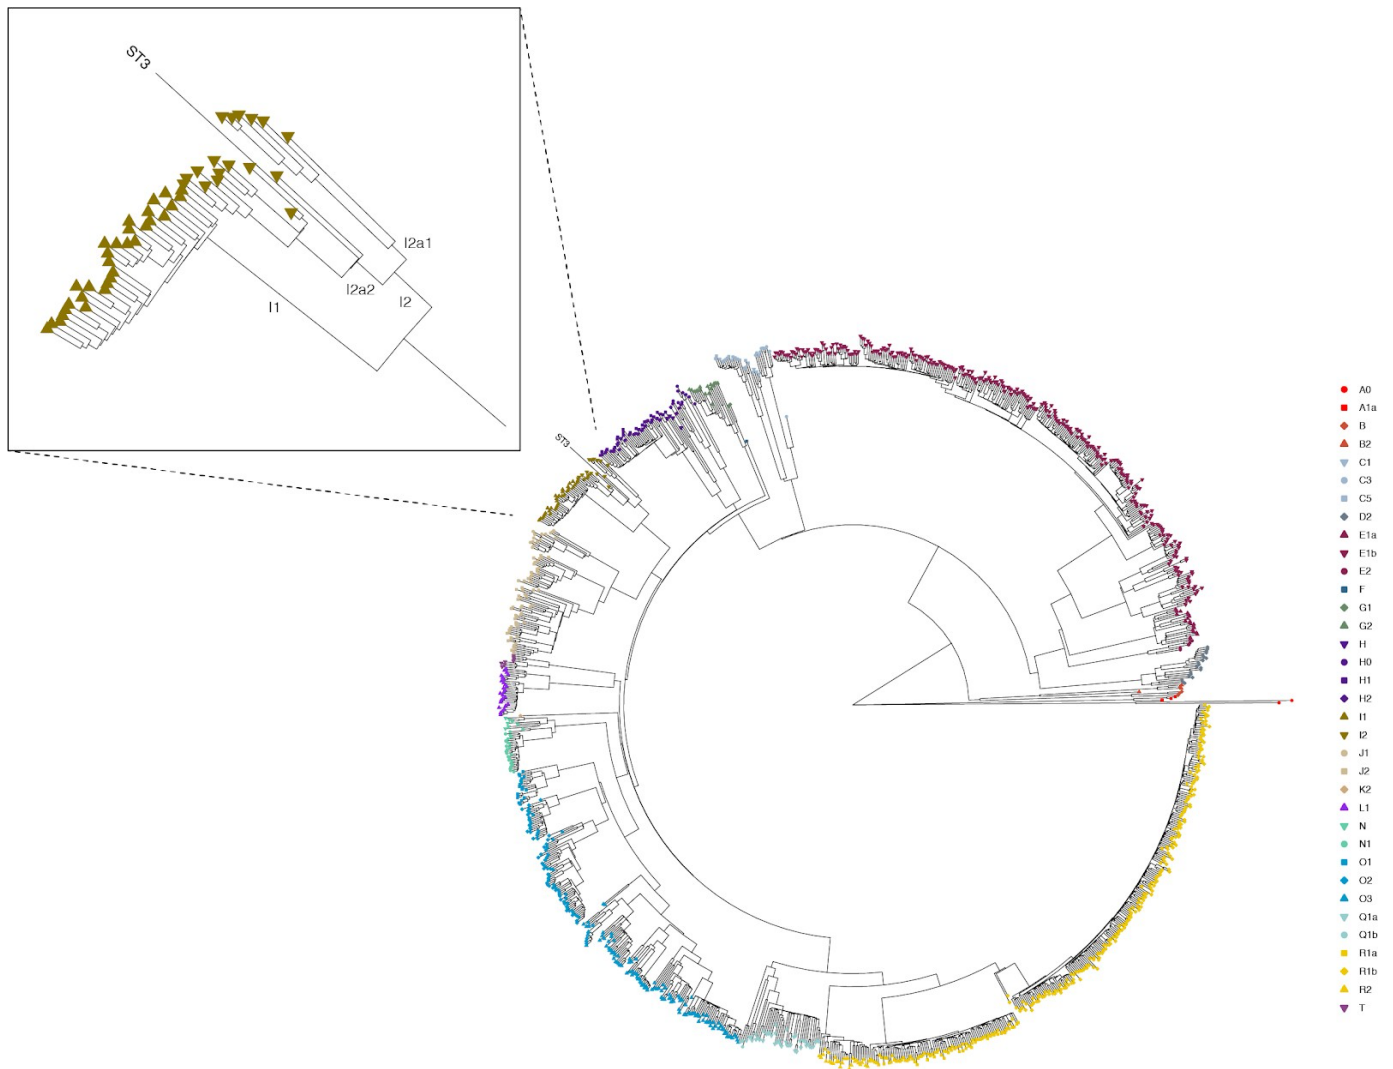 ST3
I2a1
I2a2
I2
I1
ST3
A0
A1a
B
B2
C1
C3
C5
D2
E1a
E1b
E2
F
G1
G2
H
H0
H1
H2
I1
I2
J1
J2
K2
L1
N
N1
O1
O2
O3
Q1a
Q1b
R1a
R1b
R2
T